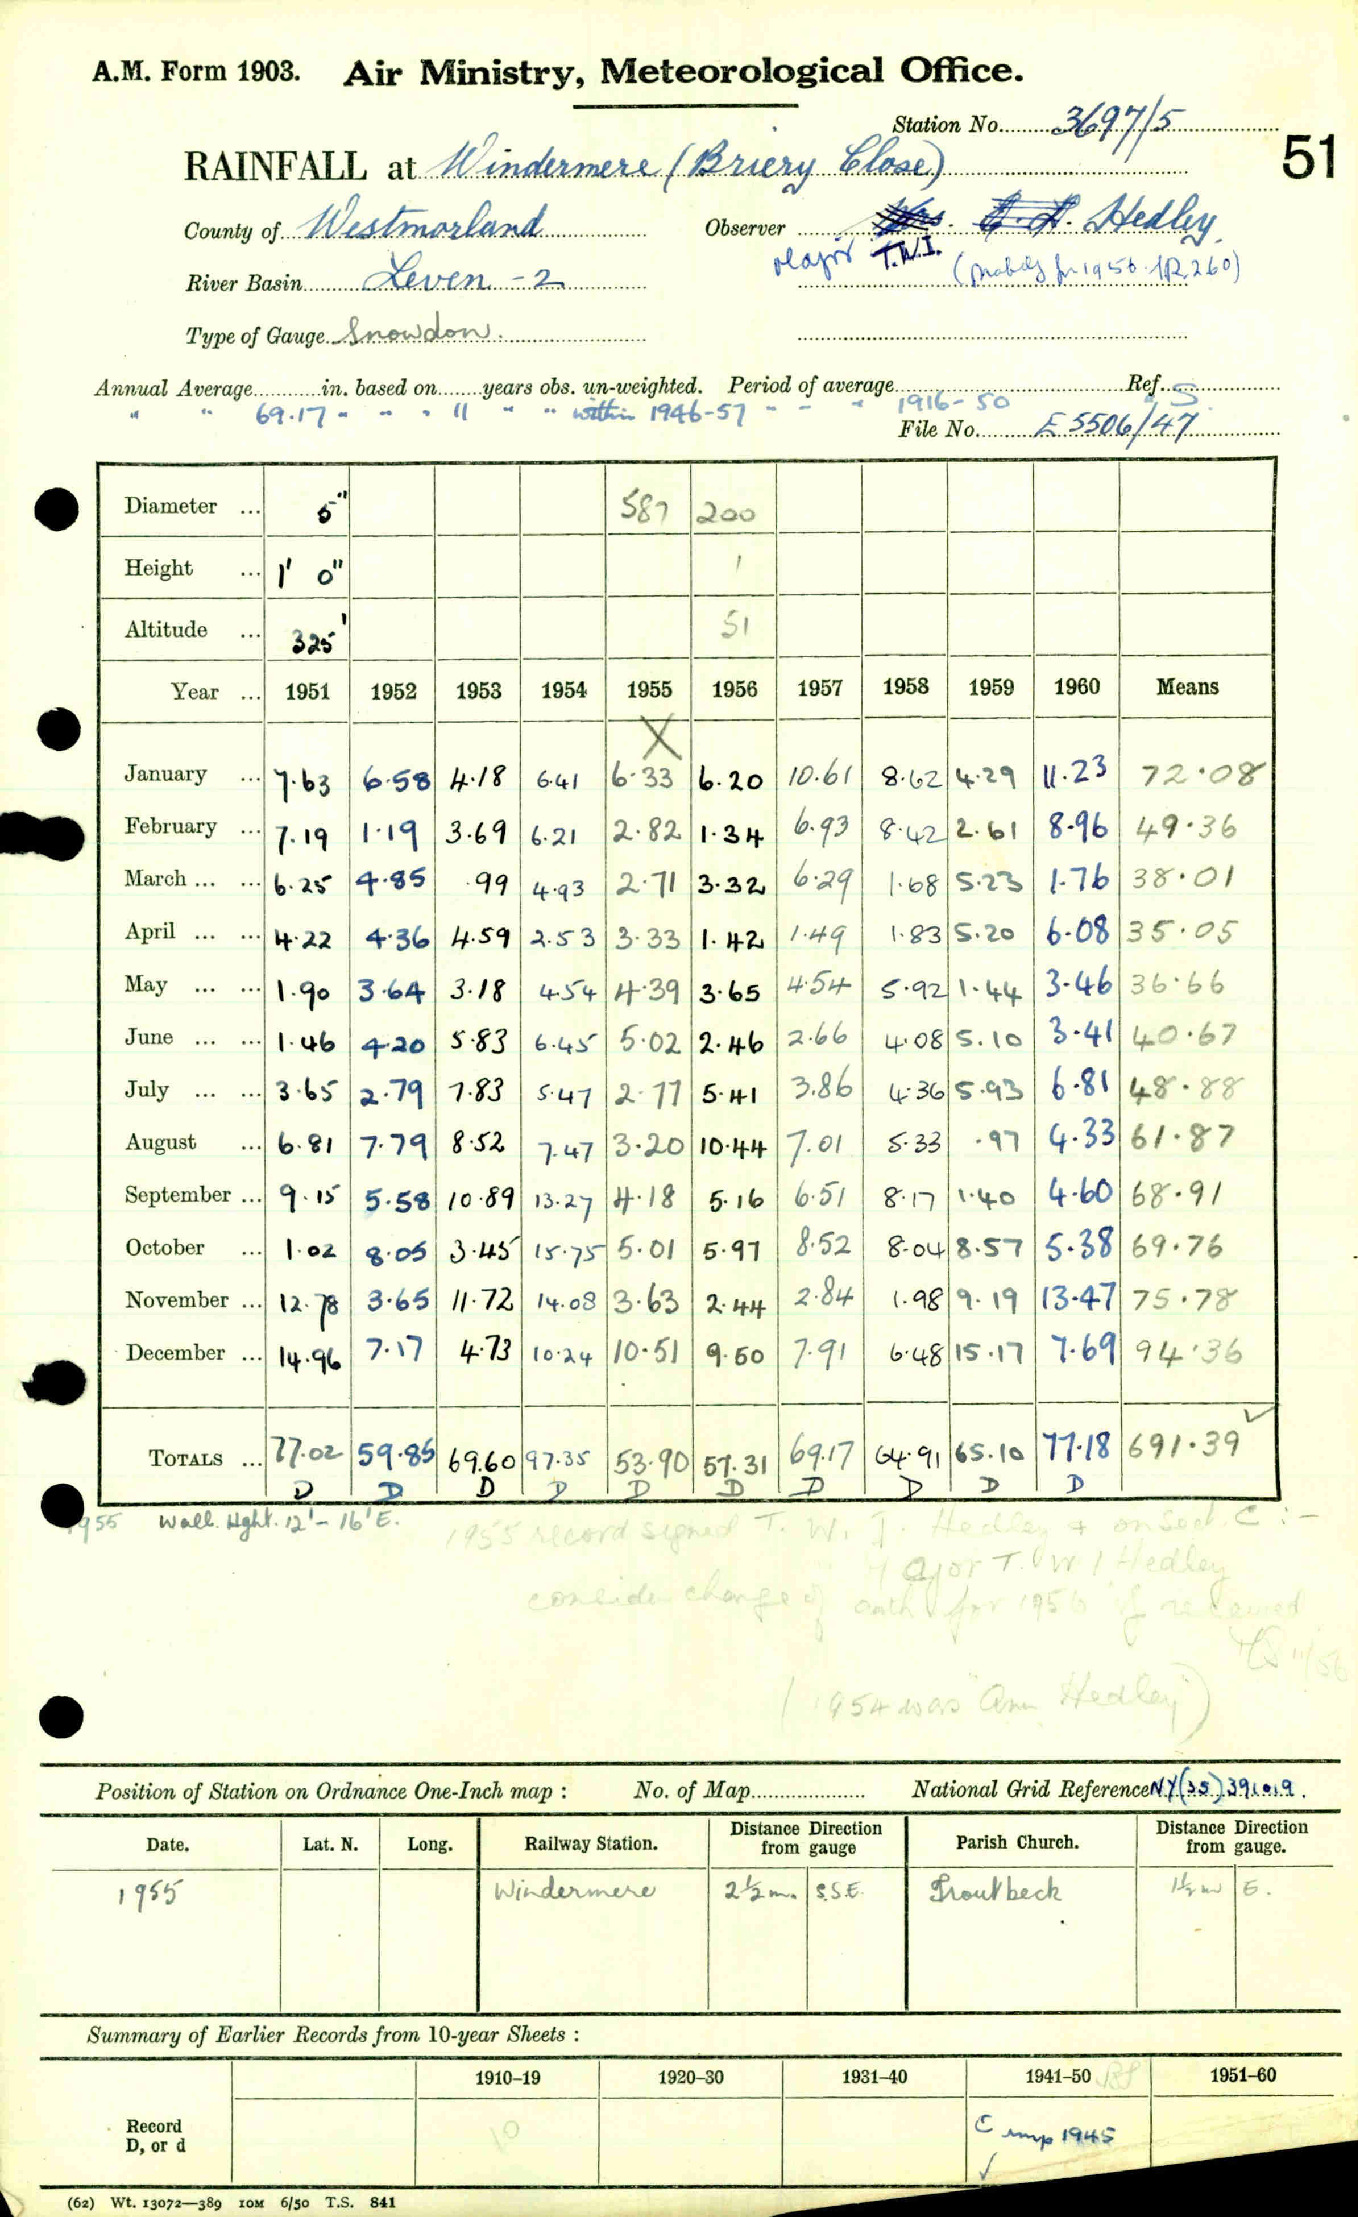 A.M. Form 1903. Air Ministry, Meteorological Office.
Station No. 3697/5
51
RAINFALL at Windermere (Briery Close)
County of Westmorland Observer Mrs. Hedley
Major T.W.I.
River Basin Leven - 2 (probably for 1956. I.R. 260)
Type of Gauge Snowdon.
Annual Average in. based on years obs. un-weighted. Period of average Ref.
" " 69.17 " " " 11 " " within 1946-57 " " " 1916-50 " S.
File No. E 5506/47
Diameter ... 5" 587 200
Height ... 1' 0" 1
Altitude ... 325' 51
Year ... 1951 1952 1953 1954 1955 1956 1957 1958 1959 1960 Means
X
January ... 7.63 6.58 4.18 6.41 6.33 6.20 10.61 8.62 4.29 11.23 72.08
February ... 7.19 1.19 3.69 6.21 2.82 1.34 6.93 8.42 2.61 8.96 49.36
March ... ... 6.25 4.85 .99 4.93 2.71 3.32 6.29 1.68 5.23 1.76 38.01
April ... ... 4.22 4.36 4.59 2.53 3.33 1.42 1.49 1.83 5.20 6.08 35.05
May ... ... 1.90 3.64 3.18 4.54 4.39 3.65 4.54 5.92 1.44 3.46 36.66
June ... ... 1.46 4.20 5.83 6.45 5.02 2.46 2.66 4.08 5.10 3.41 40.67
July ... ... 3.65 2.79 7.83 5.47 2.77 5.41 3.86 4.36 5.93 6.81 48.88
August ... 6.81 7.79 8.52 7.47 3.20 10.44 7.01 5.33 .97 4.33 61.87
September ... 9.15 5.58 10.89 13.27 4.18 5.16 6.51 8.17 1.40 4.60 68.91
October ... 1.02 8.05 3.45 15.75 5.01 5.97 8.52 8.04 8.57 5.38 69.76
November ... 12.78 3.65 11.72 14.08 3.63 2.44 2.84 1.98 9.19 13.47 75.78
December ... 14.96 7.17 4.73 10.24 10.51 9.50 7.91 6.48 15.17 7.69 94.36
TOTALS ... 77.02 59.85 69.60 97.35 53.90 57.31 69.17 64.91 65.10 77.18 691.39 ✓
D D D D D D D D D D
1955 Wall Hght. 12' - 16' E.
1955 record signed T. W. I. Hedley & on Sect. C :-
Major T. W I Hedley
consider change of auth for 1956 if received
11/56
(1954 was "Ann Hedley")
Position of Station on Ordnance One-Inch map : No. of Map National Grid Reference NY(35)391019.
Date. Lat. N. Long. Railway Station. Distance from Direction gauge Parish Church. Distance from Direction gauge.
1955 Windermere 2½ m. S.S.E. Troutbeck 1½ m E.
Summary of Earlier Records from 10-year Sheets :
1910–19 1920–30 1931–40 1941–50 1951–60
Record
D, or d
10
C imp 1945
✓
(62) Wt. 13072—389 10M 6/50 T.S. 841